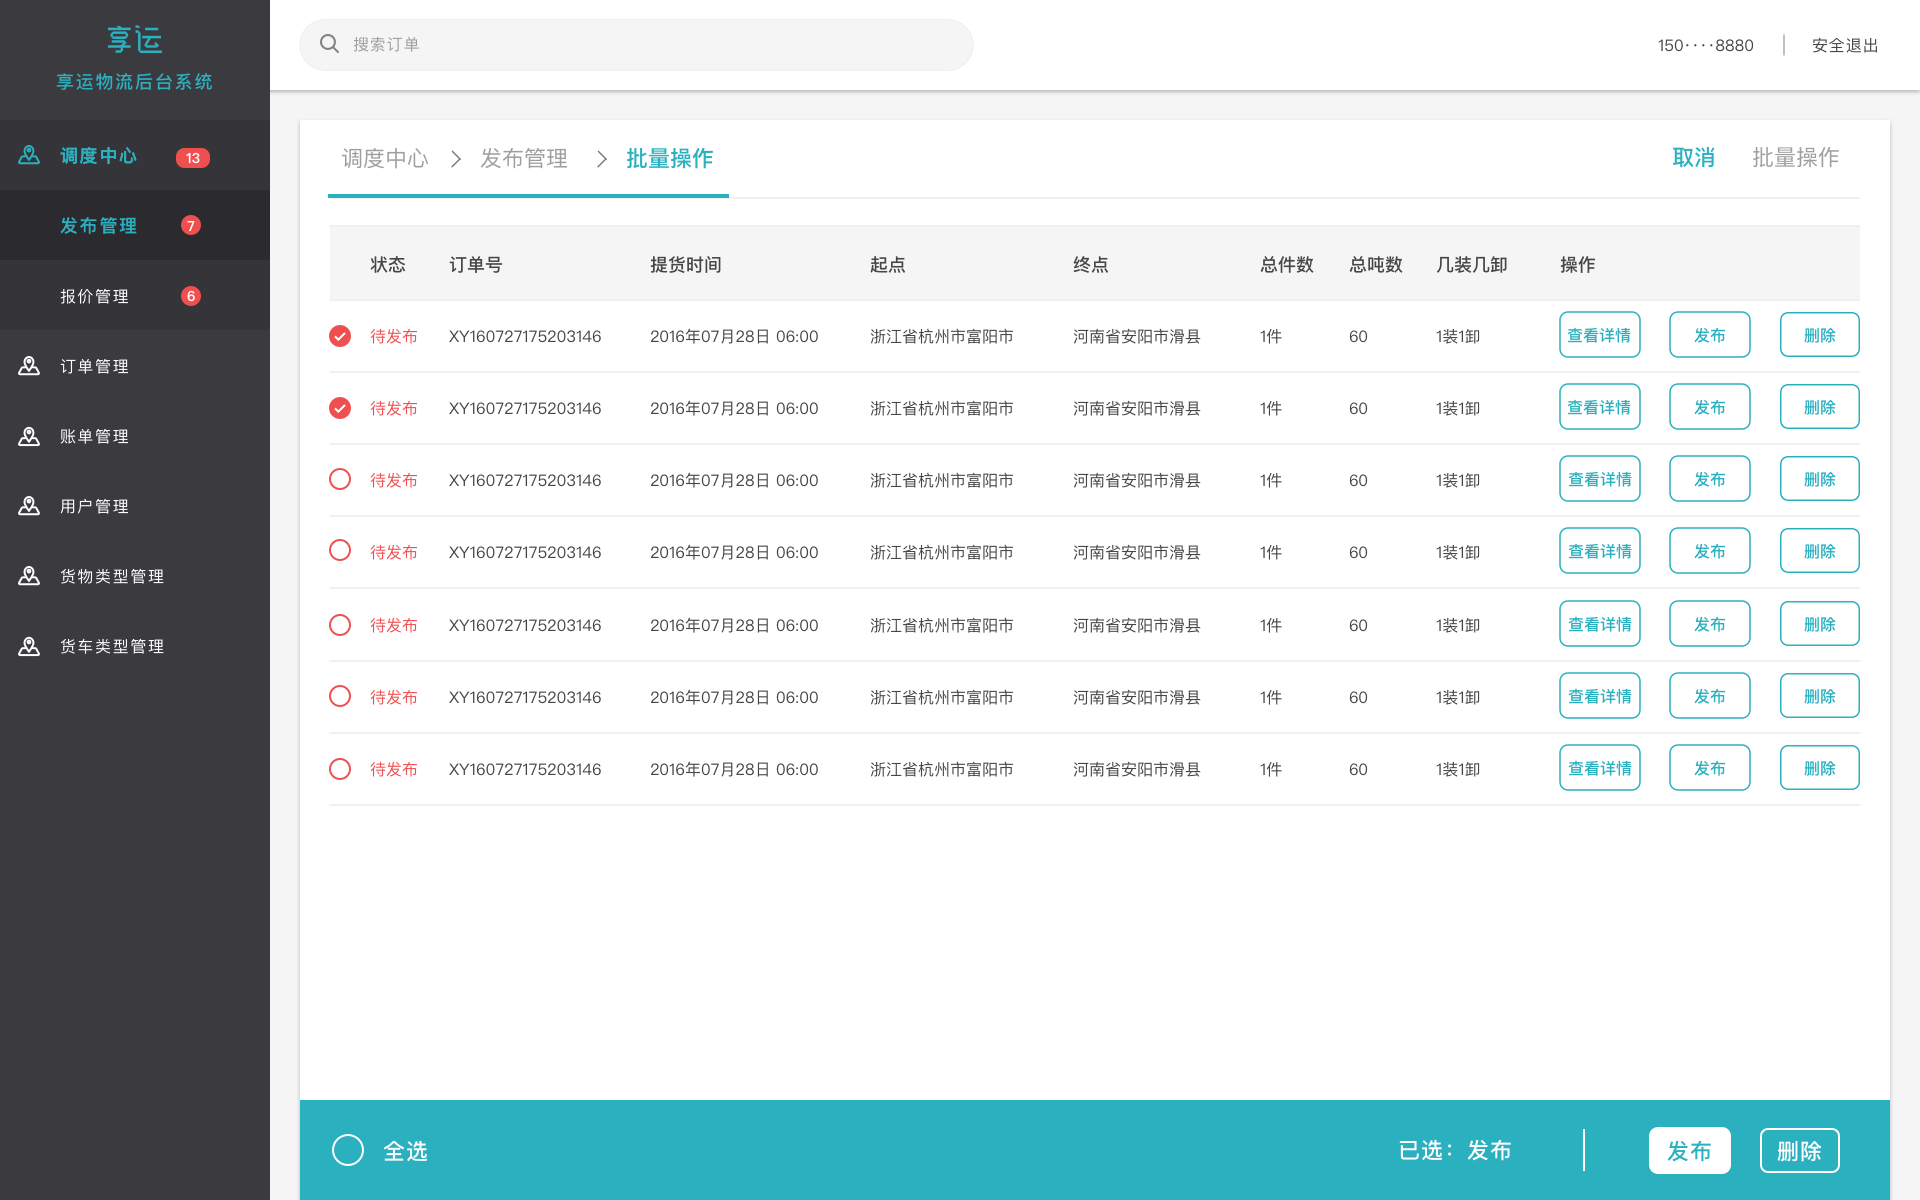 享运
享运物流后台系统
调度中心 13
发布管理 7
报价管理 6
订单管理
账单管理
用户管理
货物类型管理
货车类型管理
搜索订单
150····8880 安全退出
调度中心 发布管理 批量操作 取消 批量操作
状态 订单号 提货时间 起点 终点 总件数 总吨数 几装几卸 操作
待发布 XY160727175203146 2016年07月28日 06:00 浙江省杭州市富阳市 河南省安阳市滑县 1件 60 1装1卸 查看详情 发布 删除
待发布 XY160727175203146 2016年07月28日 06:00 浙江省杭州市富阳市 河南省安阳市滑县 1件 60 1装1卸 查看详情 发布 删除
待发布 XY160727175203146 2016年07月28日 06:00 浙江省杭州市富阳市 河南省安阳市滑县 1件 60 1装1卸 查看详情 发布 删除
待发布 XY160727175203146 2016年07月28日 06:00 浙江省杭州市富阳市 河南省安阳市滑县 1件 60 1装1卸 查看详情 发布 删除
待发布 XY160727175203146 2016年07月28日 06:00 浙江省杭州市富阳市 河南省安阳市滑县 1件 60 1装1卸 查看详情 发布 删除
待发布 XY160727175203146 2016年07月28日 06:00 浙江省杭州市富阳市 河南省安阳市滑县 1件 60 1装1卸 查看详情 发布 删除
待发布 XY160727175203146 2016年07月28日 06:00 浙江省杭州市富阳市 河南省安阳市滑县 1件 60 1装1卸 查看详情 发布 删除
全选 已选：发布 发布 删除